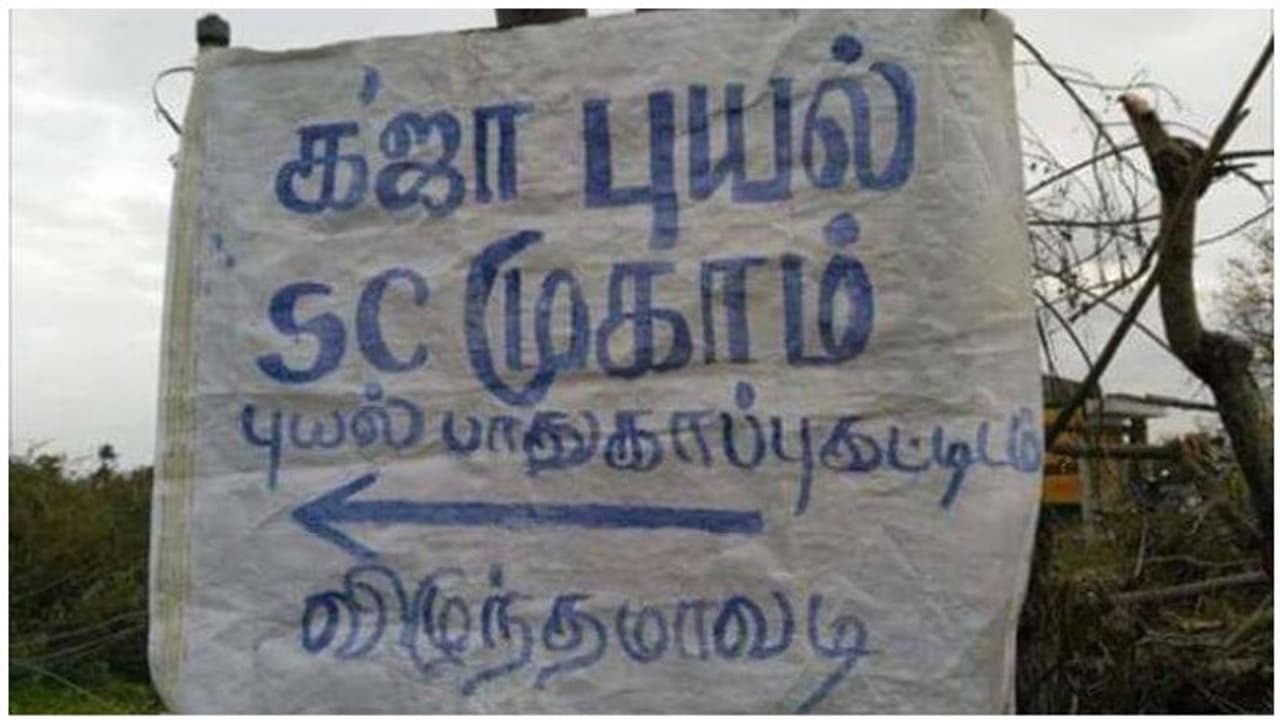 கஜா புயல்
SC முகாம்
புயல் பாதுகாப்பு கட்டிடம்
விழுந்தமாவடி